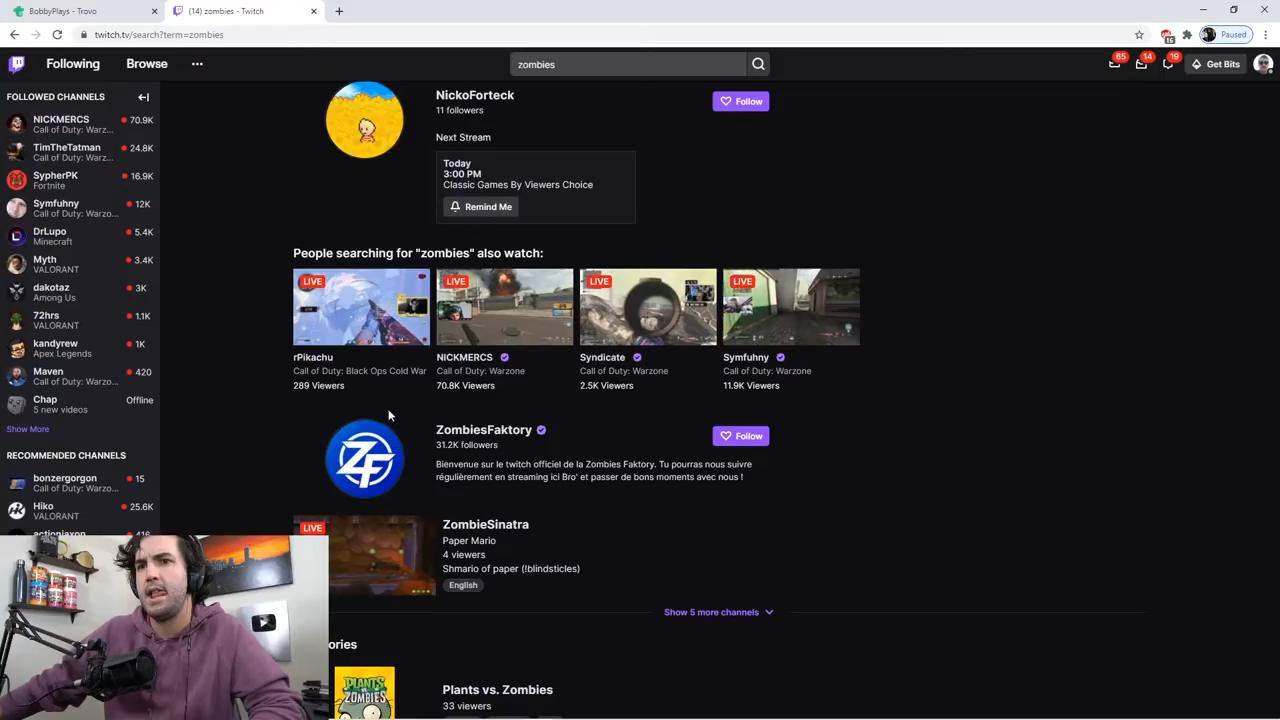 BobbyPlays - Trovo
(14) zombies - Twitch
twitch.tv/search?term=zombies
15
Paused
Following
Browse
zombies
65
14
19
Get Bits
FOLLOWED CHANNELS
NICKMERCS
70.9K
Call of Duty: Warz...
TimTheTatman
24.8K
Call of Duty: Warzo...
SypherPK
16.9K
Fortnite
Symfuhny
12K
Call of Duty: Warzo...
DrLupo
5.4K
Minecraft
Myth
3.4K
VALORANT
dakotaz
3K
Among Us
72hrs
1.1K
VALORANT
kandyrew
1K
Apex Legends
Maven
420
Call of Duty: Warzo...
Chap
Offline
5 new videos
Show More
RECOMMENDED CHANNELS
bonzergorgon
15
Call of Duty: Warzo...
Hiko
25.6K
VALORANT
NickoForteck
11 followers
Follow
Next Stream
Today
3:00 PM
Classic Games By Viewers Choice
Remind Me
People searching for "zombies" also watch:
LIVE
LIVE
LIVE
LIVE
rPikachu
Call of Duty: Black Ops Cold War
289 Viewers
NICKMERCS
Call of Duty: Warzone
70.8K Viewers
Syndicate
Call of Duty: Warzone
2.5K Viewers
Symfuhny
Call of Duty: Warzone
11.9K Viewers
ZF
ZombiesFaktory
31.2K followers
Follow
Bienvenue sur le twitch officiel de la Zombies Faktory. Tu pourras nous suivre
régulièrement en streaming ici Bro' et passer de bons moments avec nous !
LIVE
ZombieSinatra
Paper Mario
4 viewers
Shmario of paper (!blindsticles)
English
Show 5 more channels
ories
PLANTS
ZOMBIES
Plants vs. Zombies
33 viewers